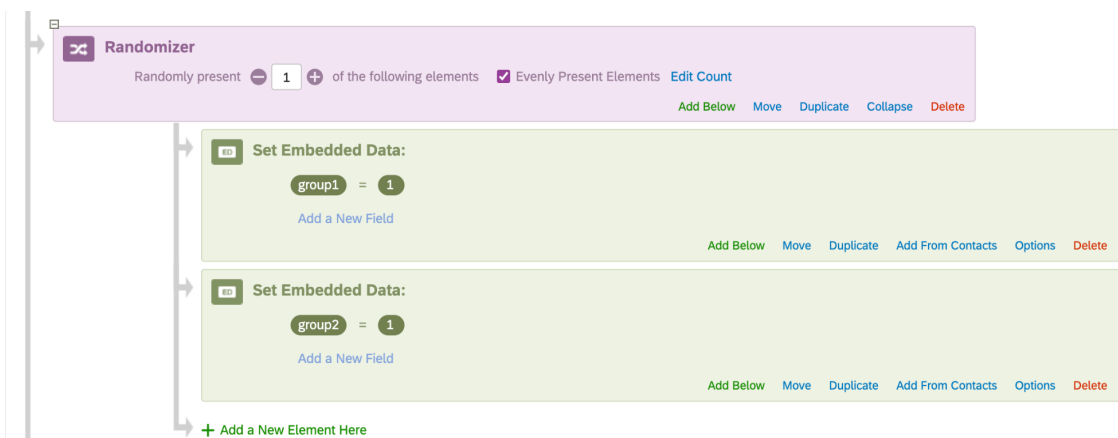 Randomizer
Randomly present 1 of the following elements Evenly Present Elements Edit Count
Add Below Move Duplicate Collapse Delete
ED Set Embedded Data:
group1 = 1
Add a New Field
Add Below Move Duplicate Add From Contacts Options Delete
ED Set Embedded Data:
group2 = 1
Add a New Field
Add Below Move Duplicate Add From Contacts Options Delete
+ Add a New Element Here